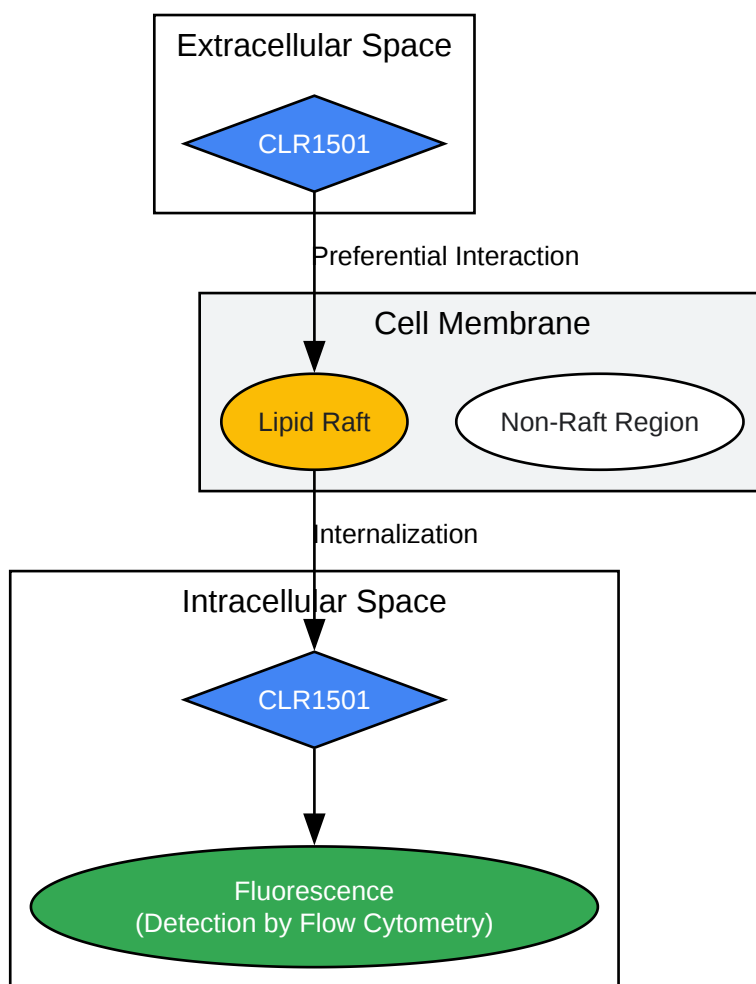 Extracellular Space
CLR1501
Preferential Interaction
Cell Membrane
Lipid Raft
Non-Raft Region
Internalization
Intracellular Space
CLR1501
Fluorescence
(Detection by Flow Cytometry)